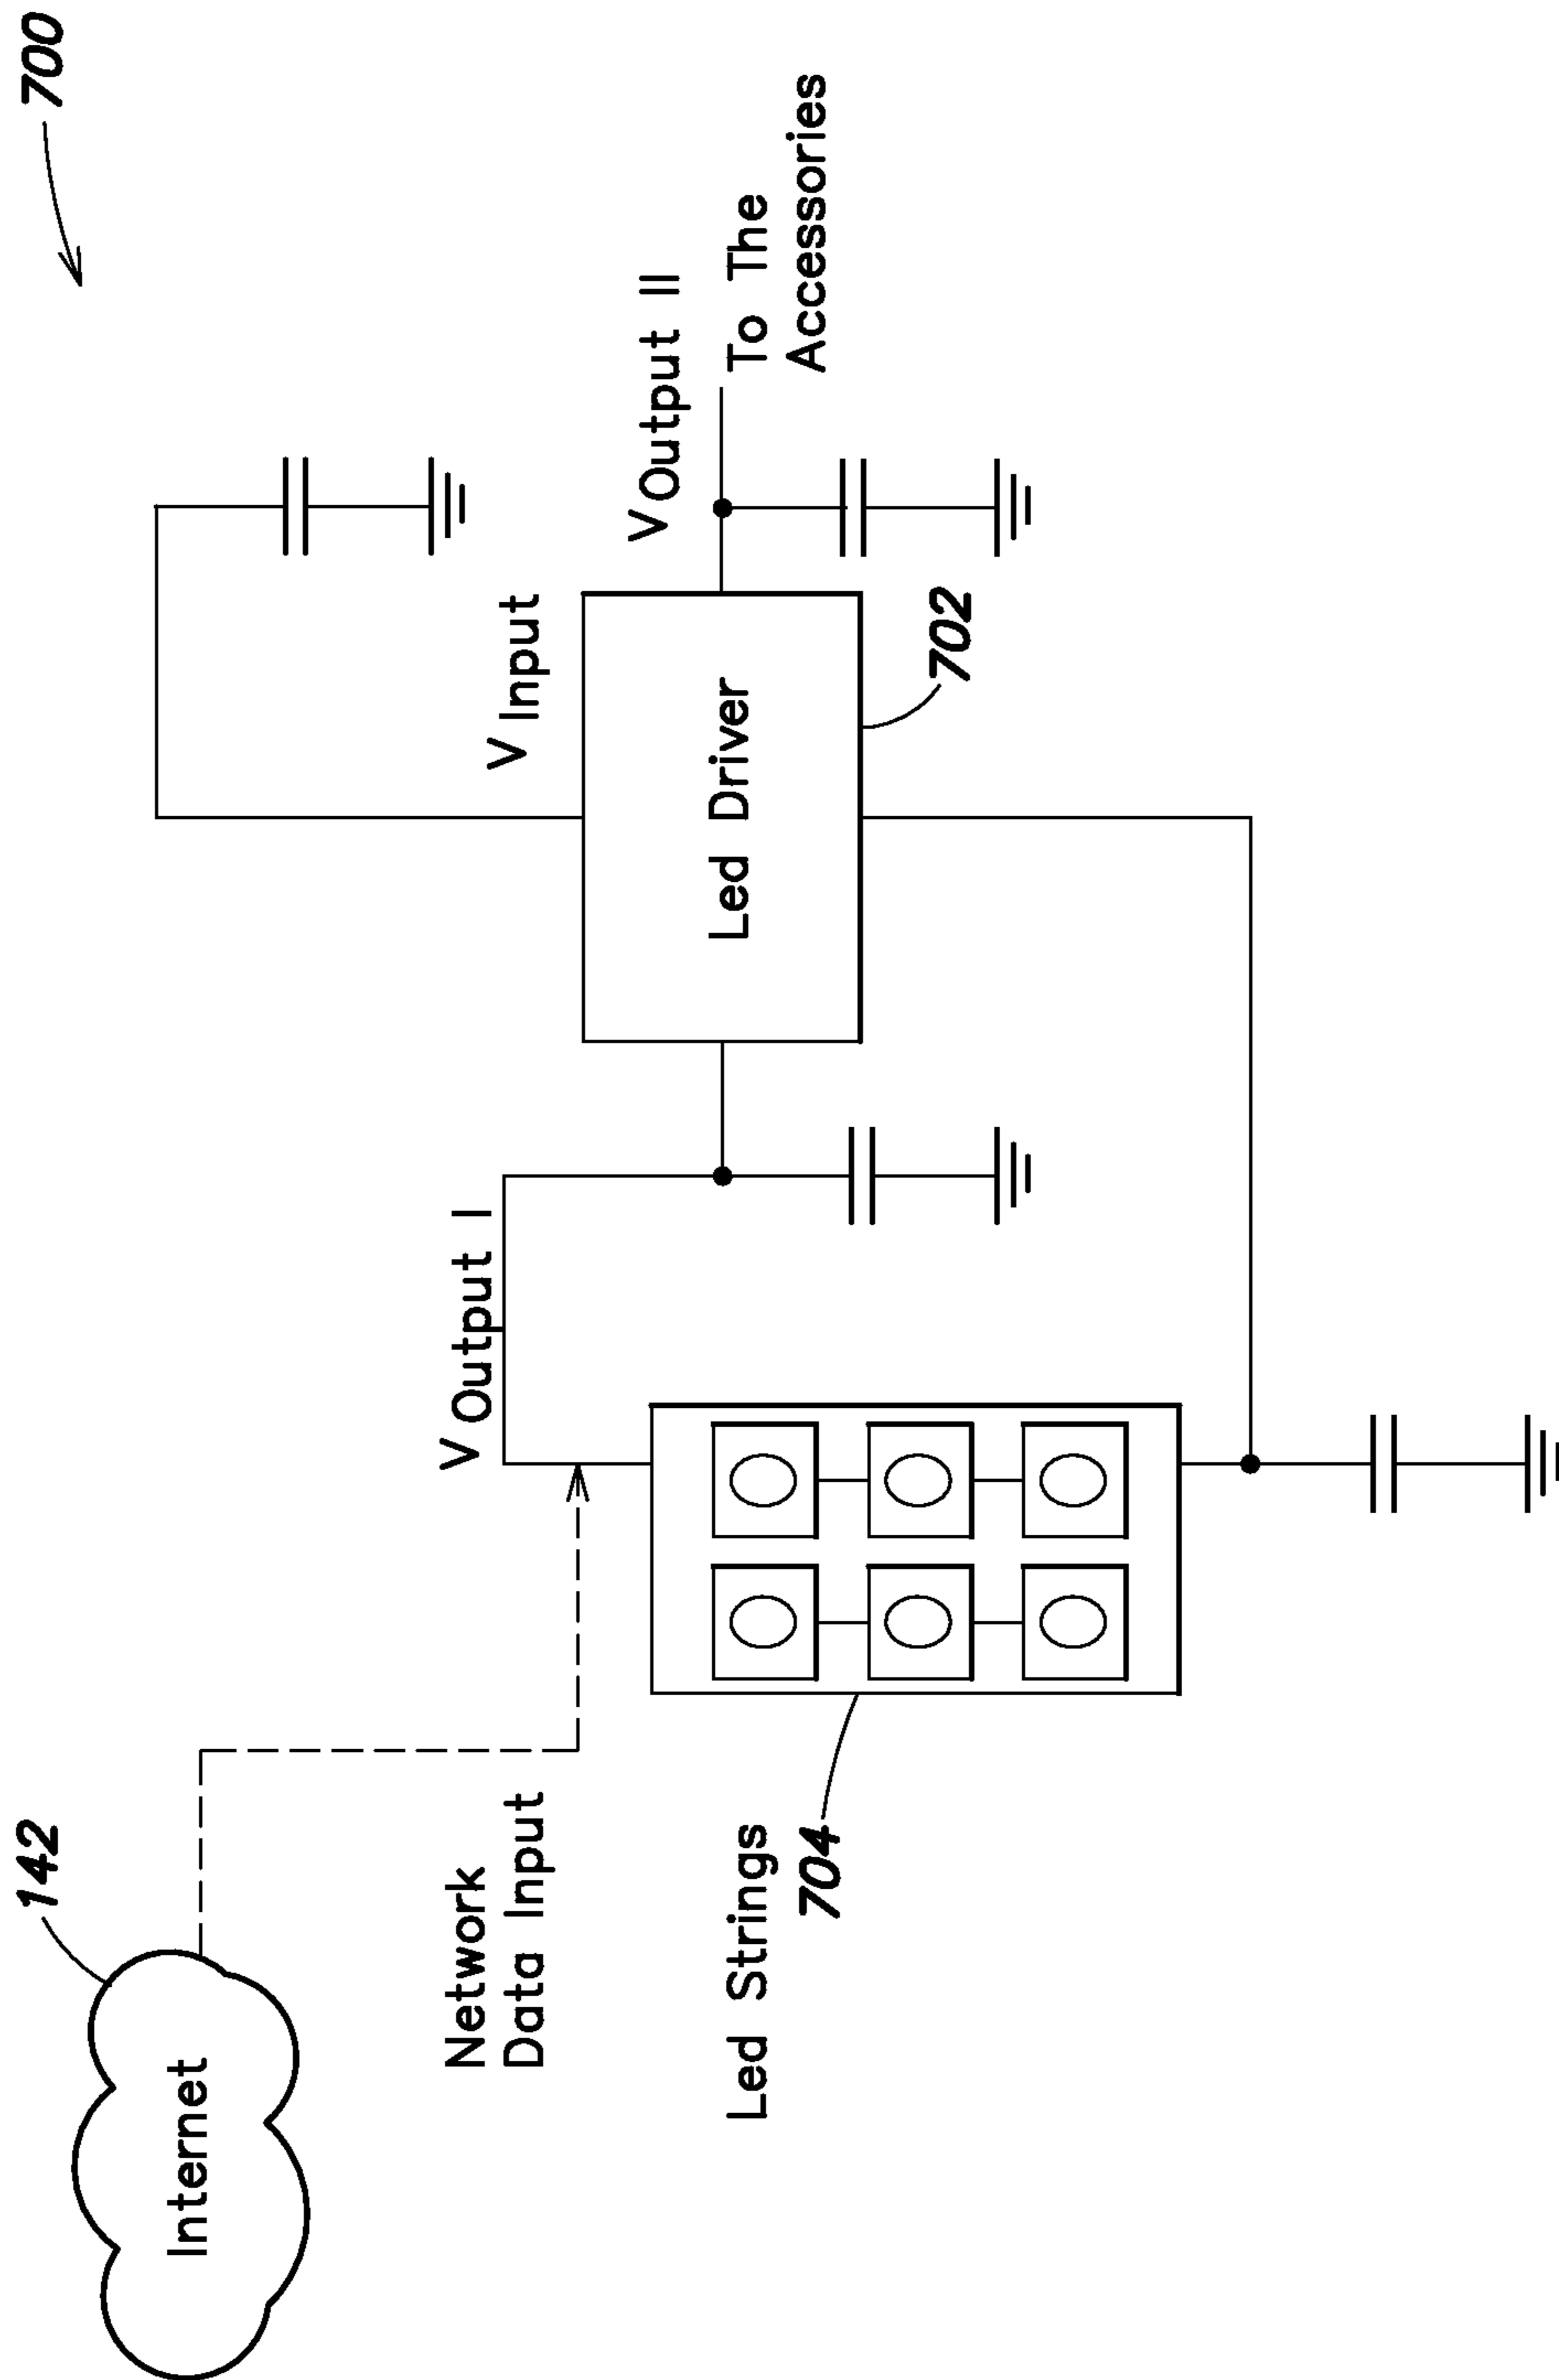 700
142
Internet
Network
Data Input
V Output I
V Input
V Output II
To The
Accessories
Led Driver
702
Led Strings
704